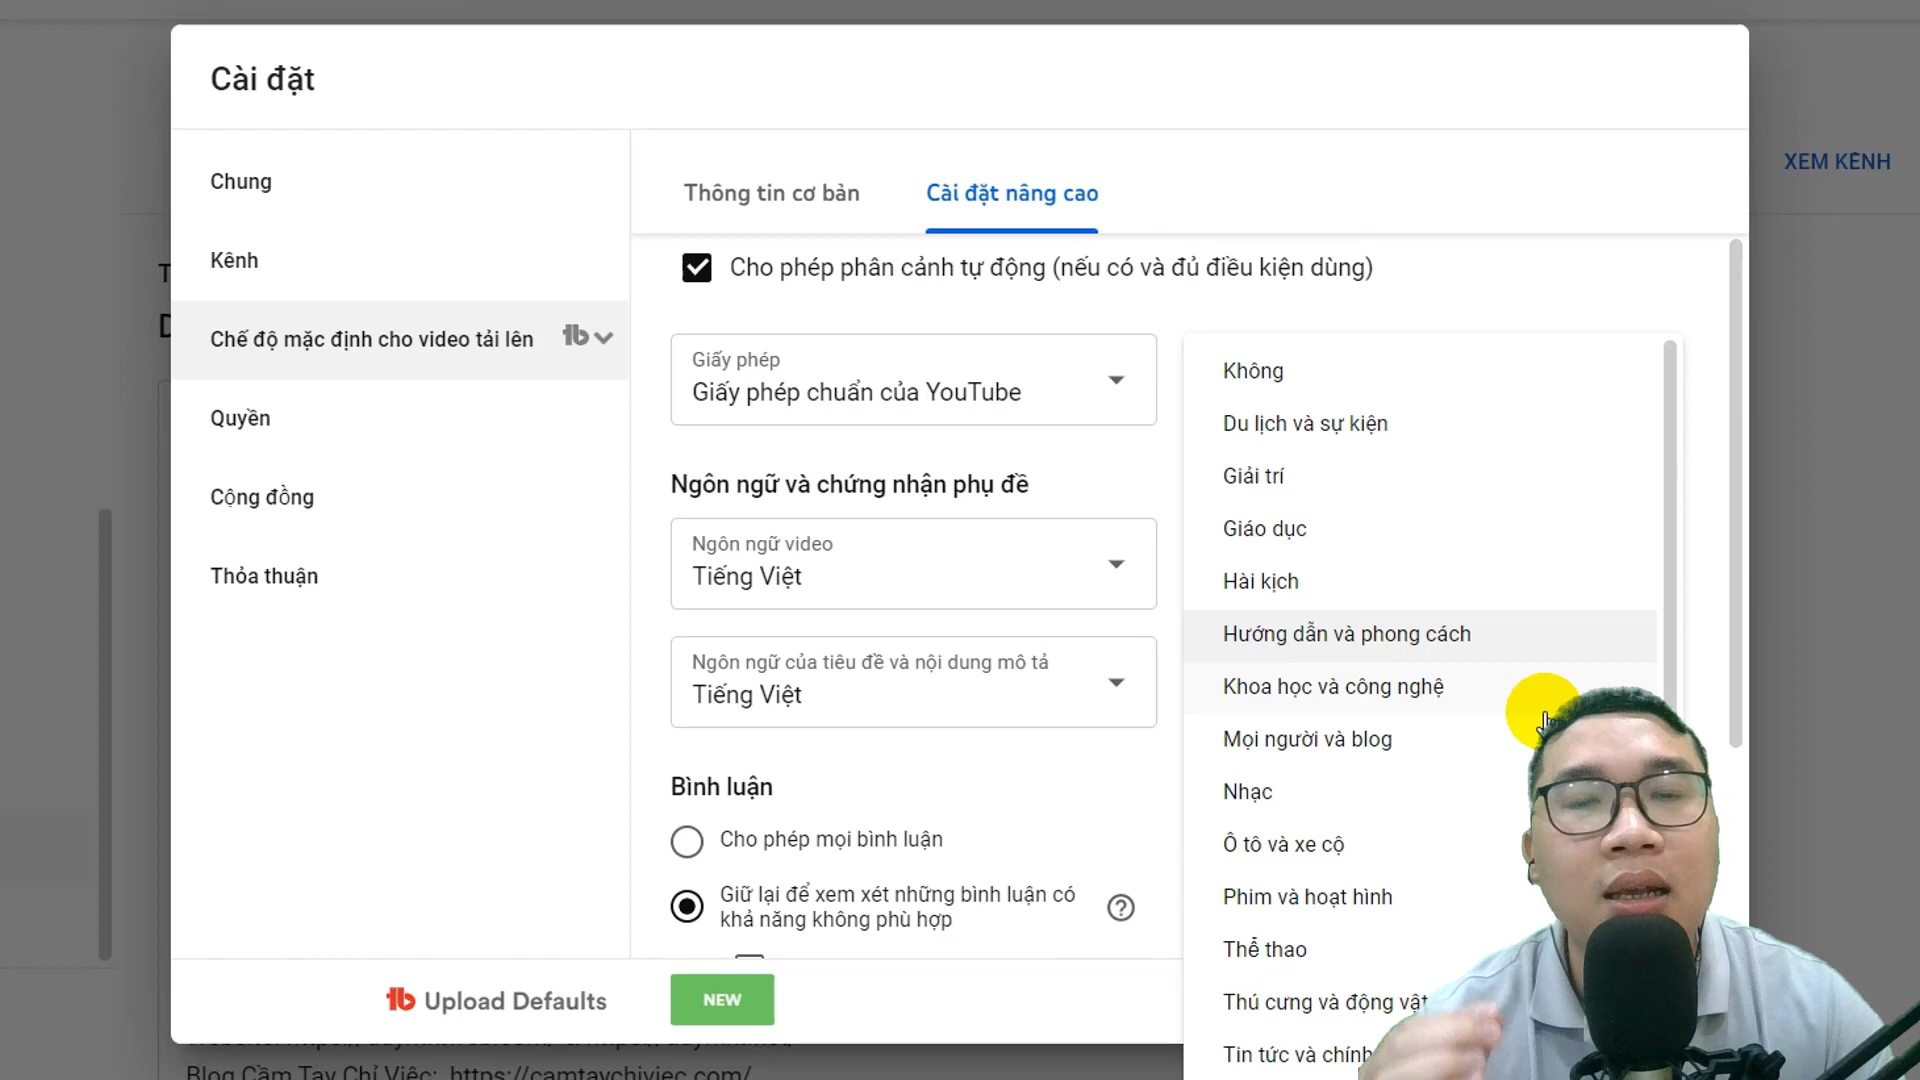 Cài đặt
XEM KÊNH
Chung
Kênh
Chế độ mặc định cho video tải lên
Quyền
Cộng đồng
Thỏa thuận
Thông tin cơ bản
Cài đặt nâng cao
Cho phép phân cảnh tự động (nếu có và đủ điều kiện dùng)
Giấy phép
Giấy phép chuẩn của YouTube
Ngôn ngữ và chứng nhận phụ đề
Ngôn ngữ video
Tiếng Việt
Ngôn ngữ của tiêu đề và nội dung mô tả
Tiếng Việt
Bình luận
Cho phép mọi bình luận
Giữ lại để xem xét những bình luận có
khả năng không phù hợp
Không
Du lịch và sự kiện
Giải trí
Giáo dục
Hài kịch
Hướng dẫn và phong cách
Khoa học và công nghệ
Mọi người và blog
Nhạc
Ô tô và xe cộ
Phim và hoạt hình
Thể thao
Thú cưng và động vật
Tin tức và chính
Upload Defaults
NEW
Blog Cầm Tay Chỉ Việc: https://camtaychiviec.com/